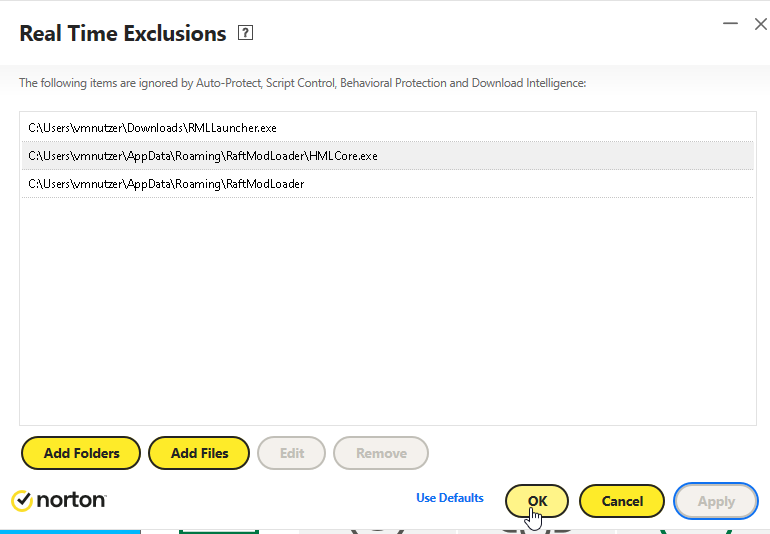 Real Time Exclusions [?]
The following items are ignored by Auto-Protect, Script Control, Behavioral Protection and Download Intelligence:
C:\Users\vmnutzer\Downloads\RMLLauncher.exe
C:\Users\vmnutzer\AppData\Roaming\RaftModLoader\HMLCore.exe
C:\Users\vmnutzer\AppData\Roaming\RaftModLoader
Add Folders Add Files Edit Remove
norton Use Defaults OK Cancel Apply